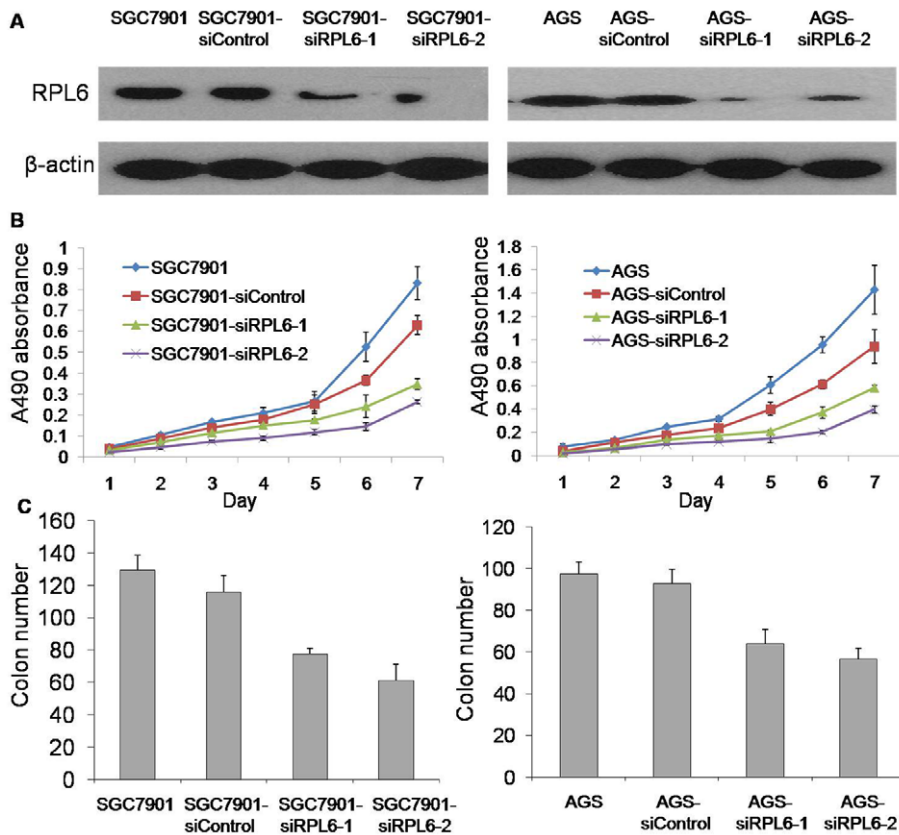 A
SGC7901 SGC7901- SGC7901- SGC7901- AGS AGS- AGS- AGS-
siControl siRPL6-1 siRPL6-2 siControl siRPL6-1 siRPL6-2
RPL6
β-actin
B
A490 absorbance
1
0.9
0.8
0.7
0.6
0.5
0.4
0.3
0.2
0.1
0
SGC7901
SGC7901-siControl
SGC7901-siRPL6-1
SGC7901-siRPL6-2
1 2 3 4 5 6 7
Day
A490 absorbance
1.8
1.6
1.4
1.2
1
0.8
0.6
0.4
0.2
0
AGS
AGS-siControl
AGS-siRPL6-1
AGS-siRPL6-2
1 2 3 4 5 6 7
Day
C
Colon number
160
140
120
100
80
60
40
20
0
SGC7901 SGC7901- SGC7901- SGC7901-
siControl siRPL6-1 siRPL6-2
Colon number
120
100
80
60
40
20
0
AGS AGS- AGS- AGS-
siControl siRPL6-1 siRPL6-2